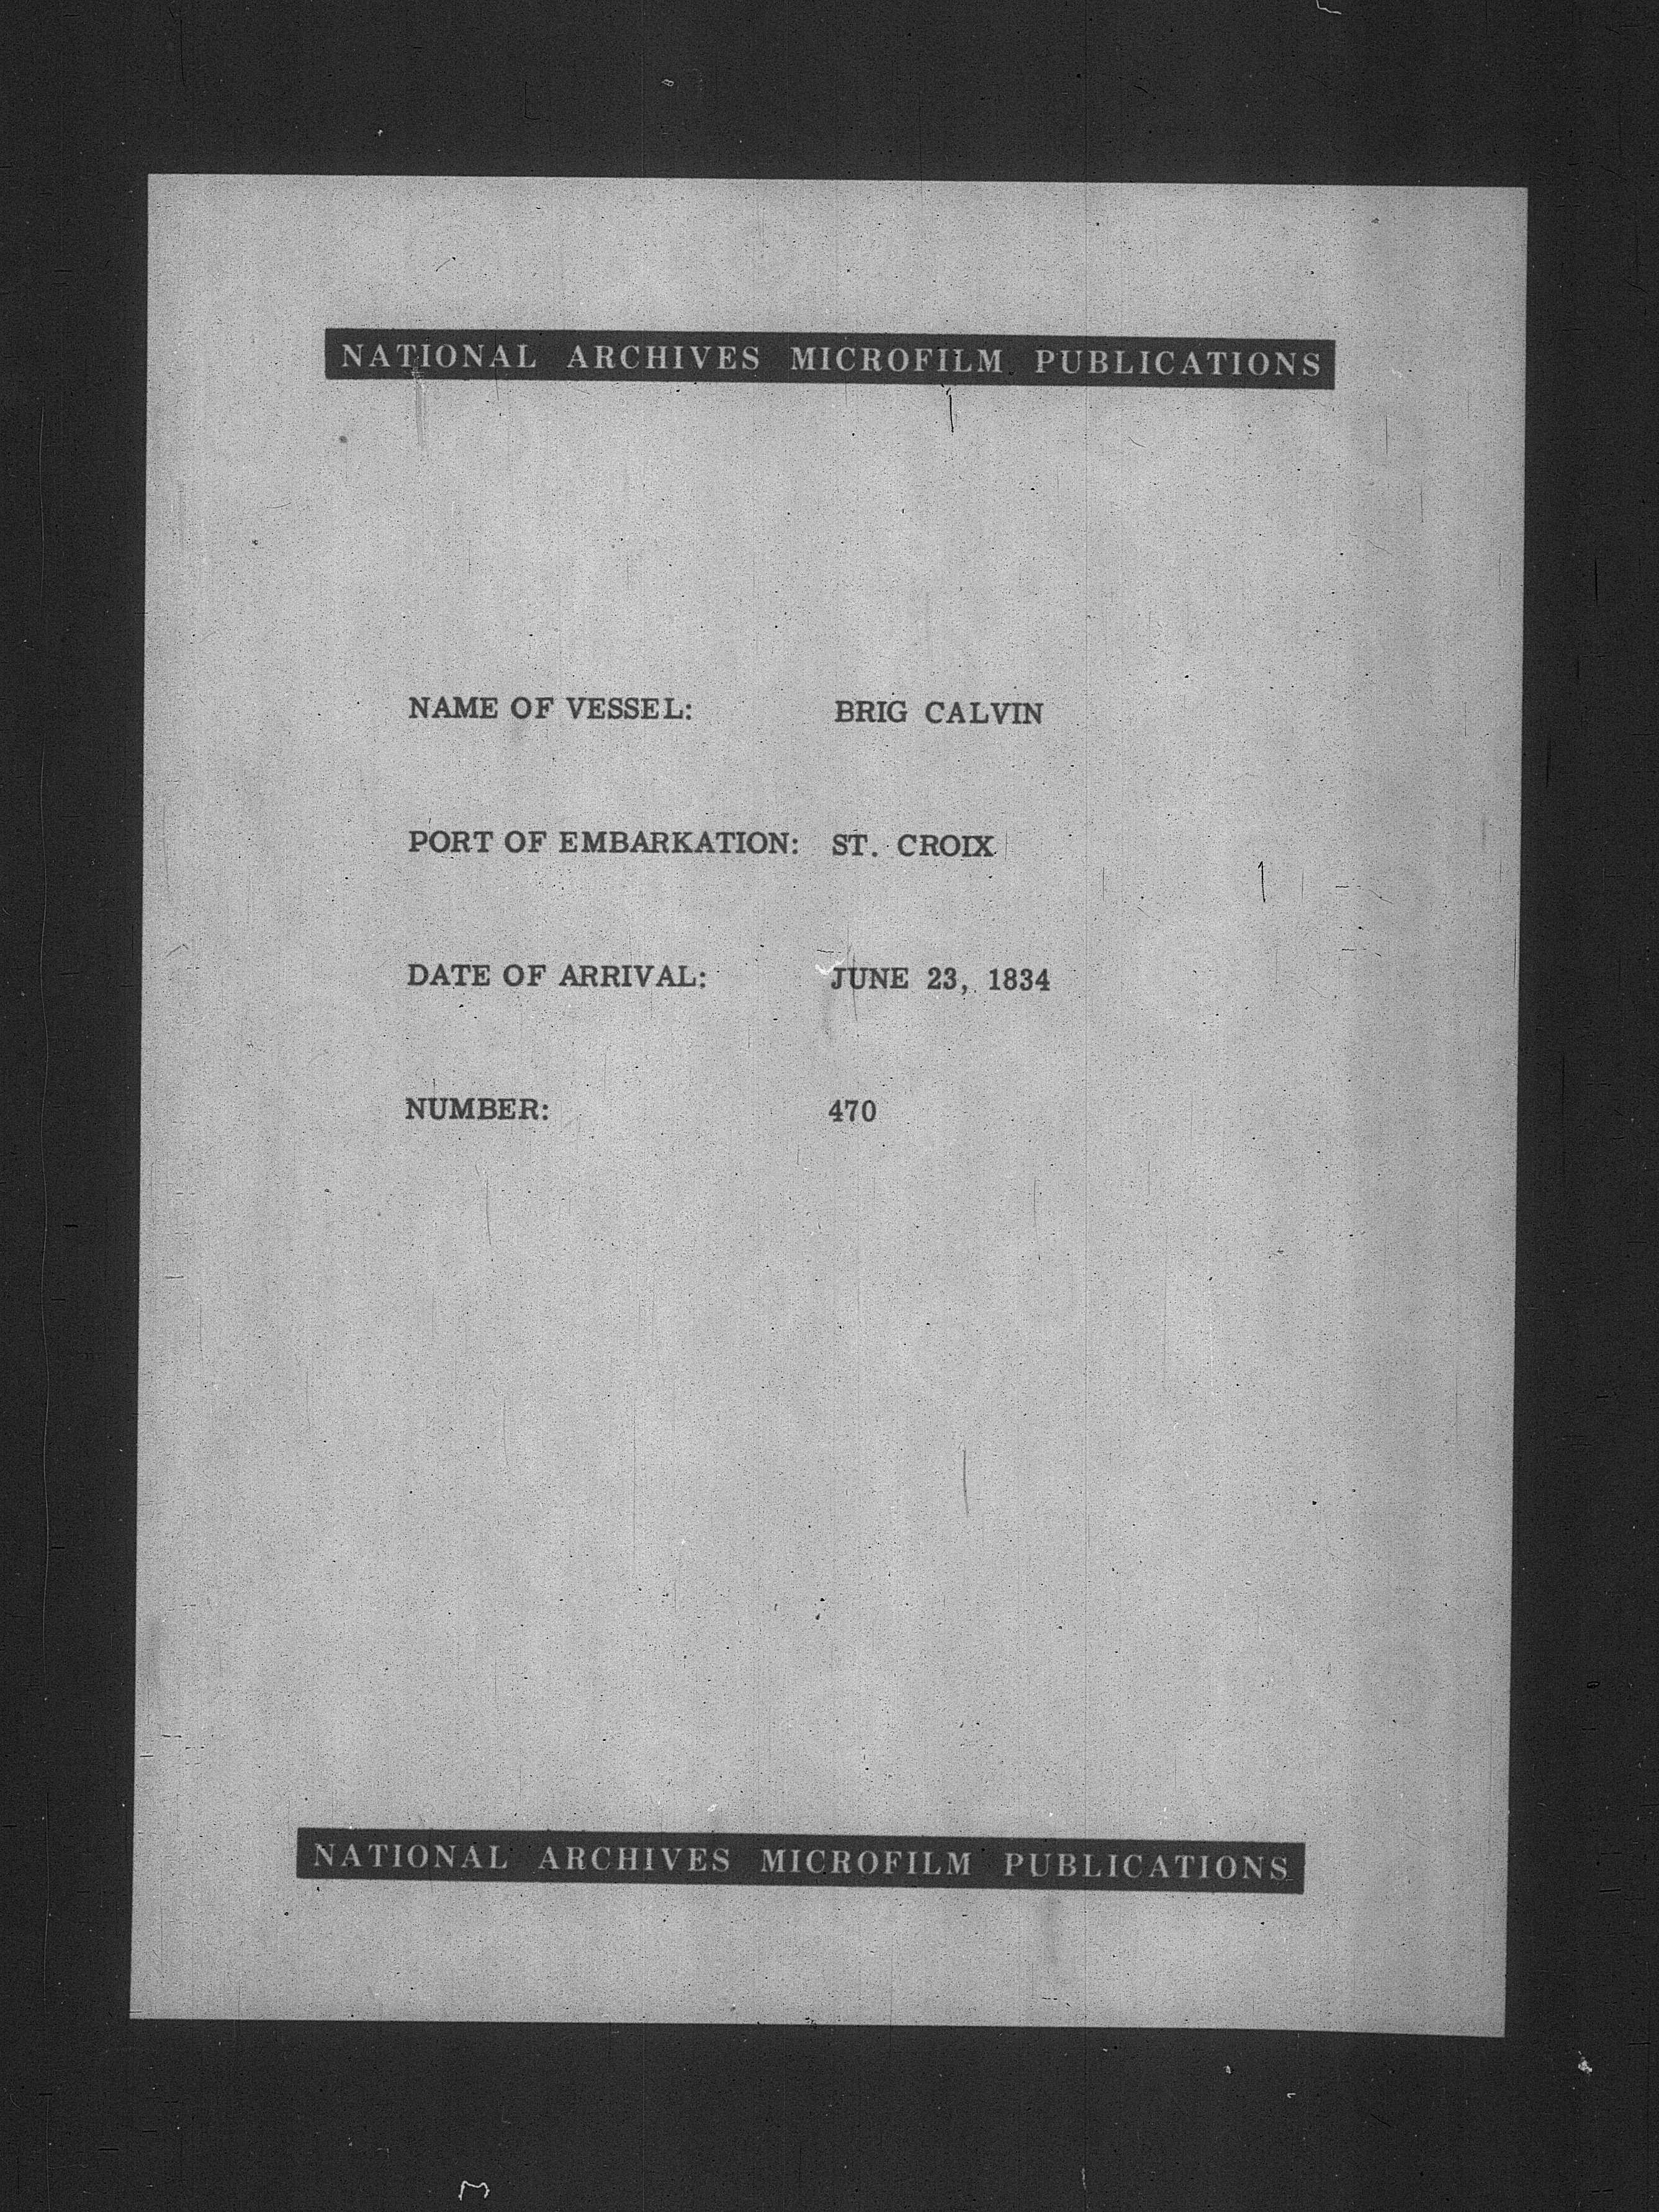 NATIONAL ARCHIVES MICROFILM PUBLICATIONS
NAME OF VESSEL: BRIG CALVIN
PORT OF EMBARKATION: ST. CROIX
DATE OF ARRIVAL: JUNE 23, 1834
NUMBER: 470
NATIONAL ARCHIVES MICROFILM PUBLICATIONS